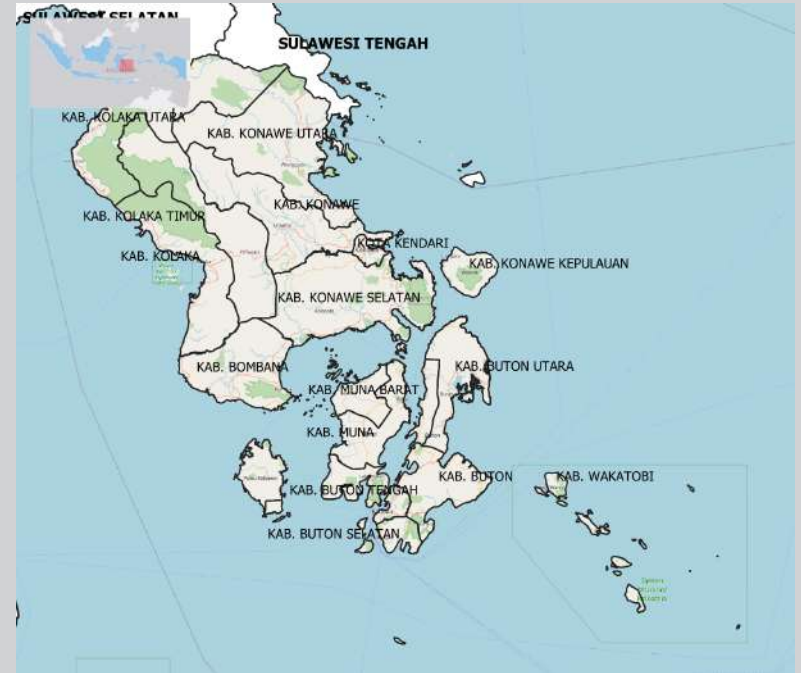 SULAWESI SELATAN
SULAWESI TENGAH
KAB. KOLAKA UTARA
KAB. KONAWE UTARA
KAB. KONAWE
KAB. KOLAKA TIMUR
KOTA KENDARI
KAB. KOLAKA
KAB. KONAWE KEPULAUAN
KAB. KONAWE SELATAN
KAB. BOMBANA
KAB. BUTON UTARA
KAB. MUNA BARAT
KAB. MUNA
KAB. BUTON
KAB. WAKATOBI
KAB. BUTON TENGAH
KAB. BUTON SELATAN